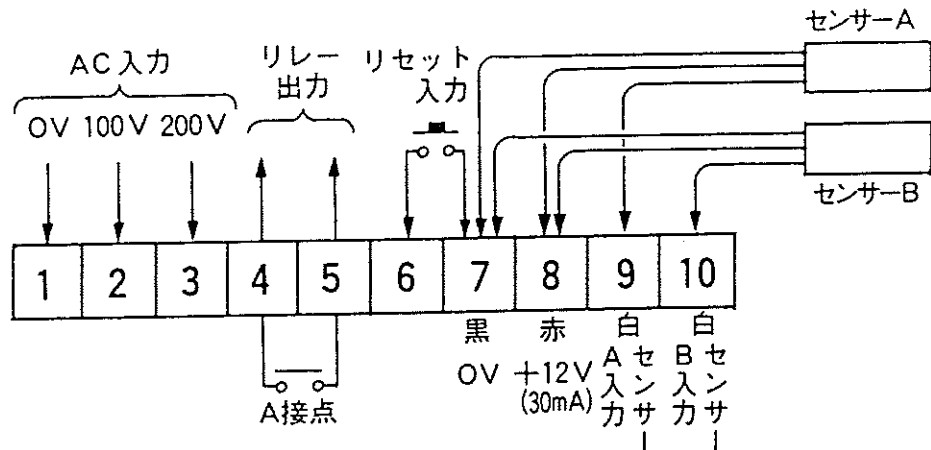 センサーA
AC入力
リレー
出力
リセット
入力
0V 100V 200V
センサーB
1 2 3 4 5 6 7 8 9 10
黒
赤
白
白
A接点
0V
+12V
(30mA)
センサーA入力
センサーB入力